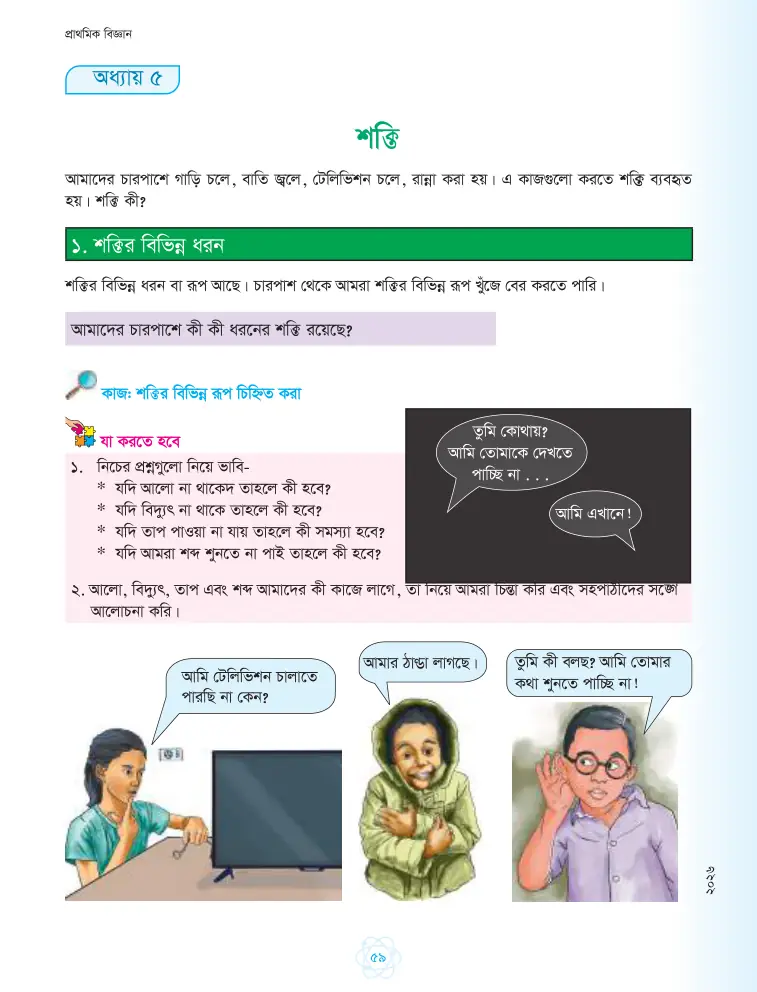 প্রাথমিক বিজ্ঞান
অধ্যায় ৫
শক্তি
আমাদের চারপাশে গাড়ি চলে, বাতি জ্বলে, টেলিভিশন চলে, রান্না করা হয়। এ কাজগুলো করতে শক্তি ব্যবহৃত
হয়। শক্তি কী?
১. শক্তির বিভিন্ন ধরন
শক্তির বিভিন্ন ধরন বা রূপ আছে। চারপাশ থেকে আমরা শক্তির বিভিন্ন রূপ খুঁজে বের করতে পারি।
আমাদের চারপাশে কী কী ধরনের শক্তি রয়েছে?
কাজ: শক্তির বিভিন্ন রূপ চিহ্নিত করা
যা করতে হবে
১. নিচের প্রশ্নগুলো নিয়ে ভাবি-
* যদি আলো না থাকেদ তাহলে কী হবে?
* যদি বিদ্যুৎ না থাকে তাহলে কী হবে?
* যদি তাপ পাওয়া না যায় তাহলে কী সমস্যা হবে?
* যদি আমরা শব্দ শুনতে না পাই তাহলে কী হবে?
তুমি কোথায়?
আমি তোমাকে দেখতে
পাচ্ছি না . . .
আমি এখানে!
২. আলো, বিদ্যুৎ, তাপ এবং শব্দ আমাদের কী কাজে লাগে, তা নিয়ে আমরা চিন্তা করি এবং সহপাঠীদের সঙ্গে
আলোচনা করি।
আমি টেলিভিশন চালাতে
পারছি না কেন?
আমার ঠাণ্ডা লাগছে।
তুমি কী বলছ? আমি তোমার
কথা শুনতে পাচ্ছি না!
২০২৬
৫৯